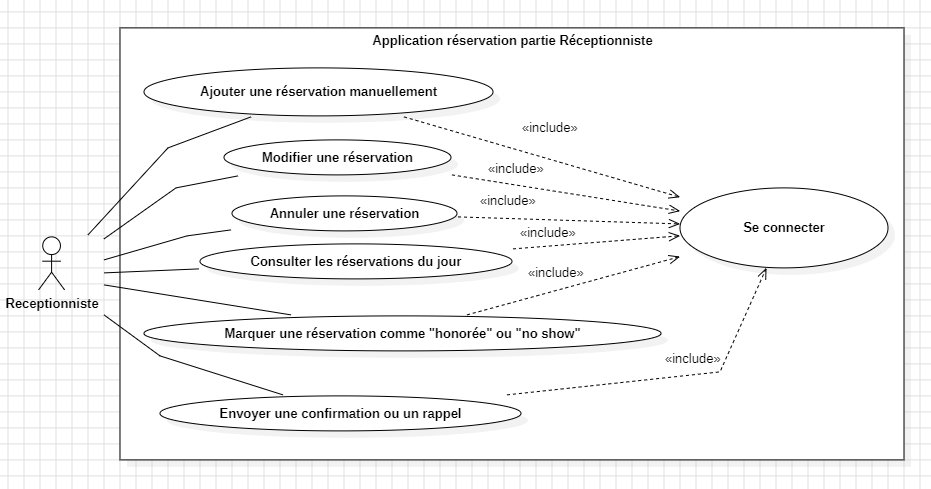 Application réservation partie Réceptionniste
Ajouter une réservation manuellement
«include»
Modifier une réservation
«include»
Annuler une réservation
«include»
Se connecter
«include»
Consulter les réservations du jour
«include»
Receptionniste
Marquer une réservation comme "honorée" ou "no show"
«include»
Envoyer une confirmation ou un rappel